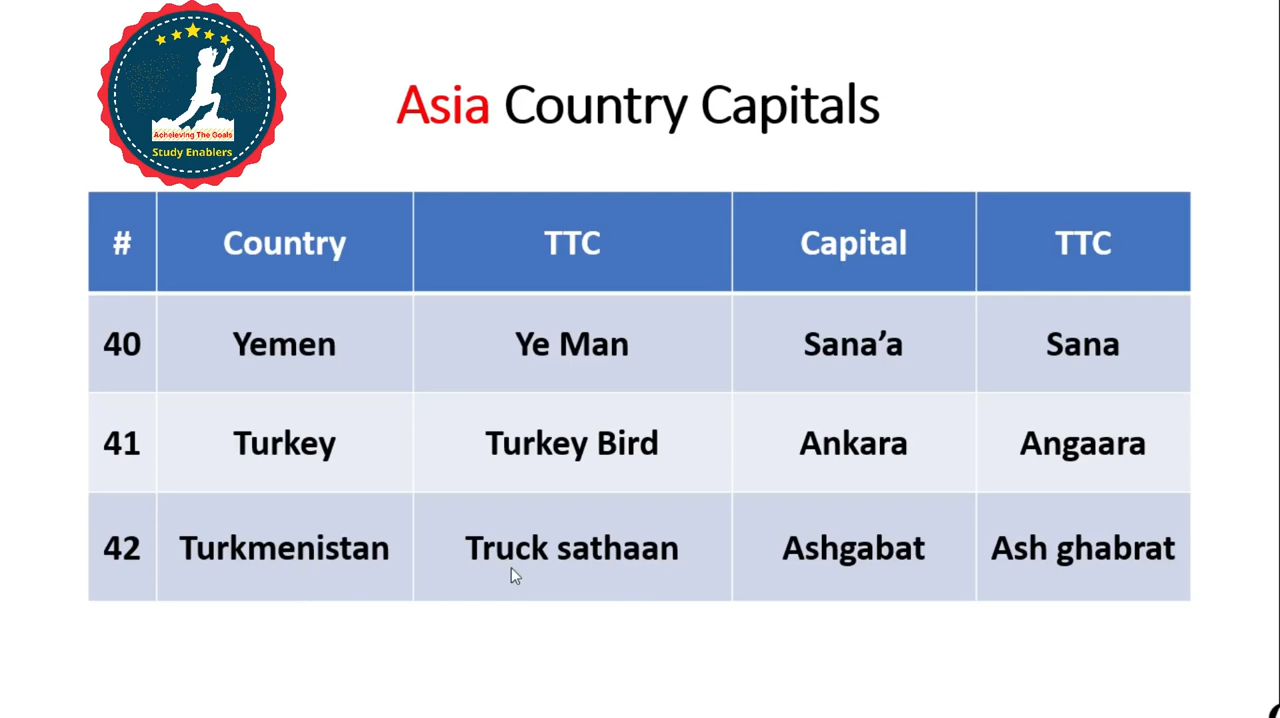 Acheleving The Goals
Study Enablers
Asia Country Capitals
# Country TTC Capital TTC
40 Yemen Ye Man Sana’a Sana
41 Turkey Turkey Bird Ankara Angaara
42 Turkmenistan Truck sathaan Ashgabat Ash ghabrat